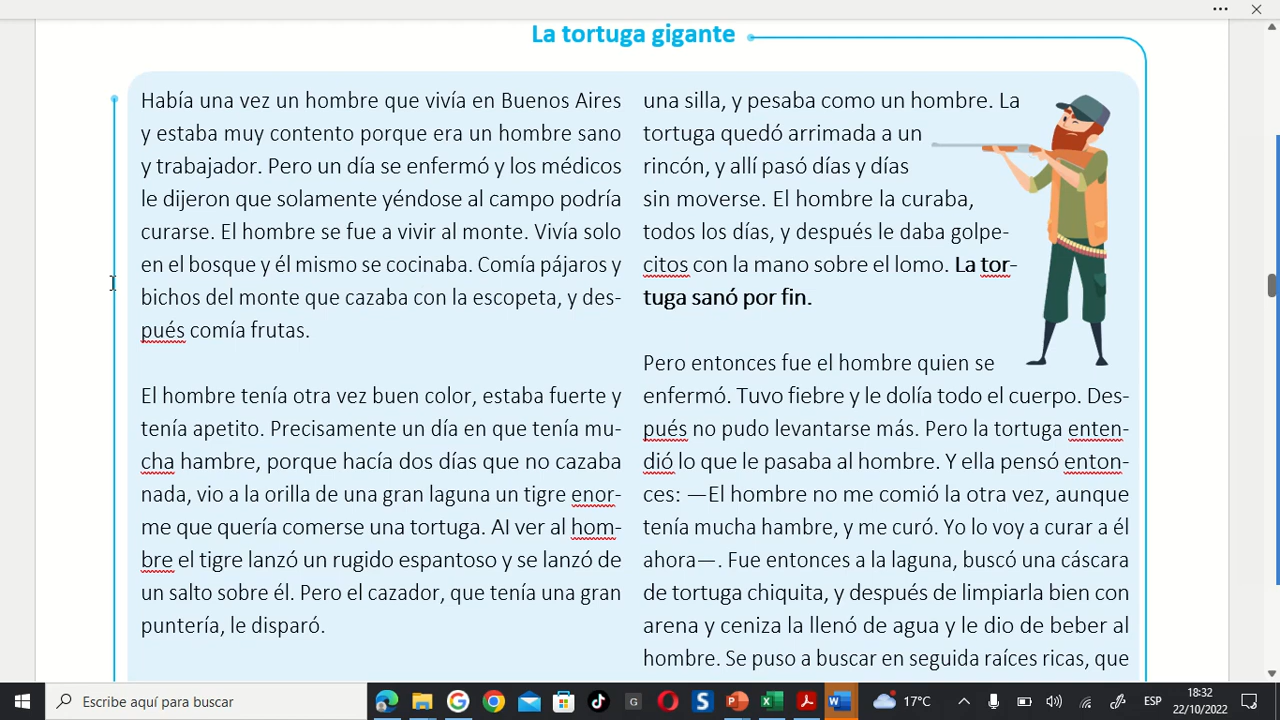 La tortuga gigante
Había una vez un hombre que vivía en Buenos Aires
y estaba muy contento porque era un hombre sano
y trabajador. Pero un día se enfermó y los médicos
le dijeron que solamente yéndose al campo podría
curarse. El hombre se fue a vivir al monte. Vivía solo
en el bosque y él mismo se cocinaba. Comía pájaros y
bichos del monte que cazaba con la escopeta, y des-
pués comía frutas.
El hombre tenía otra vez buen color, estaba fuerte y
tenía apetito. Precisamente un día en que tenía mu-
cha hambre, porque hacía dos días que no cazaba
nada, vio a la orilla de una gran laguna un tigre enor-
me que quería comerse una tortuga. AI ver al hom-
bre el tigre lanzó un rugido espantoso y se lanzó de
un salto sobre él. Pero el cazador, que tenía una gran
puntería, le disparó.
una silla, y pesaba como un hombre. La
tortuga quedó arrimada a un
rincón, y allí pasó días y días
sin moverse. El hombre la curaba,
todos los días, y después le daba golpe-
citos con la mano sobre el lomo. La tor-
tuga sanó por fin.
Pero entonces fue el hombre quien se
enfermó. Tuvo fiebre y le dolía todo el cuerpo. Des-
pués no pudo levantarse más. Pero la tortuga enten-
dió lo que le pasaba al hombre. Y ella pensó enton-
ces: —El hombre no me comió la otra vez, aunque
tenía mucha hambre, y me curó. Yo lo voy a curar a él
ahora—. Fue entonces a la laguna, buscó una cáscara
de tortuga chiquita, y después de limpiarla bien con
arena y ceniza la llenó de agua y le dio de beber al
hombre. Se puso a buscar en seguida raíces ricas, que
Escribe aquí para buscar
17°C
ESP
18:32
22/10/2022